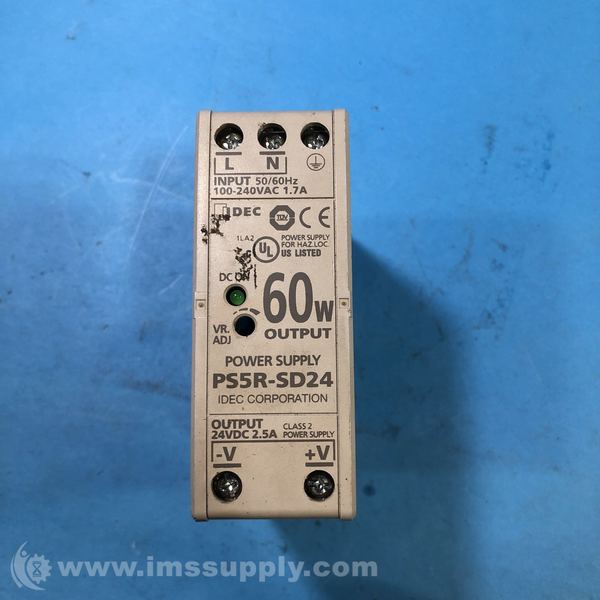 L N
INPUT 50/60Hz
100-240VAC 1.7A
IDEC TÜV CE
1LA2
UL
POWER SUPPLY
FOR HAZ.LOC.
US LISTED
DC ON
60W
OUTPUT
VR.
ADJ
POWER SUPPLY
PS5R-SD24
IDEC CORPORATION
OUTPUT
24VDC 2.5A
CLASS 2
POWER SUPPLY
-V +V
www.imssupply.com